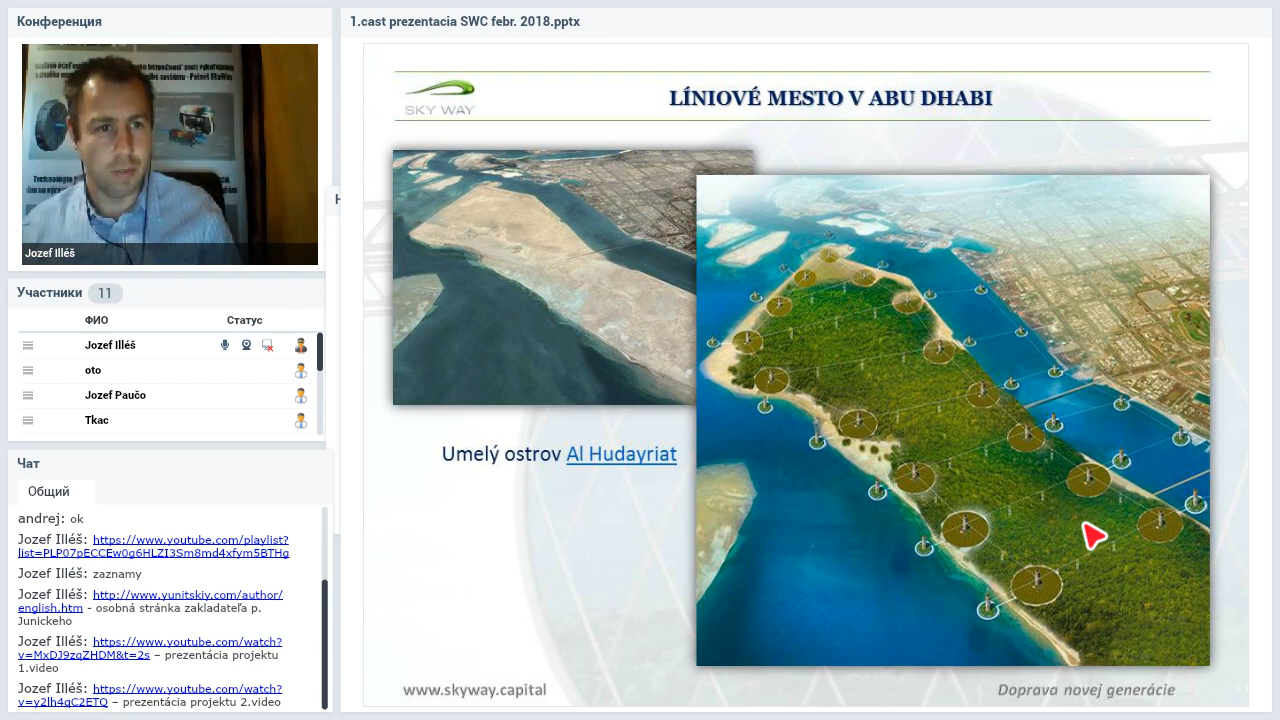 Конференция
Jozef Illéš
Участники 11
ФИО Статус
Jozef Illéš
oto
Jozef Paučo
Tkac
Чат
Общий
andrej: ok
Jozef Illéš: https://www.youtube.com/playlist?
list=PLP07pECCEw0g6HLZI3Sm8md4xfym5BTHg
Jozef Illéš: zaznamy
Jozef Illéš: http://www.yunitskiy.com/author/
english.htm - osobná stránka zakladateľa p.
Junickeho
Jozef Illéš: https://www.youtube.com/watch?
v=MxDJ9zqZHDM&t=2s – prezentácia projektu
1.video
Jozef Illéš: https://www.youtube.com/watch?
v=y2lh4qC2ETQ – prezentácia projektu 2.video
1.cast prezentacia SWC febr. 2018.pptx
SKY WAY
LÍNIOVÉ MESTO V ABU DHABI
Umelý ostrov Al Hudayriat
www.skyway.capital
Doprava novej generácie